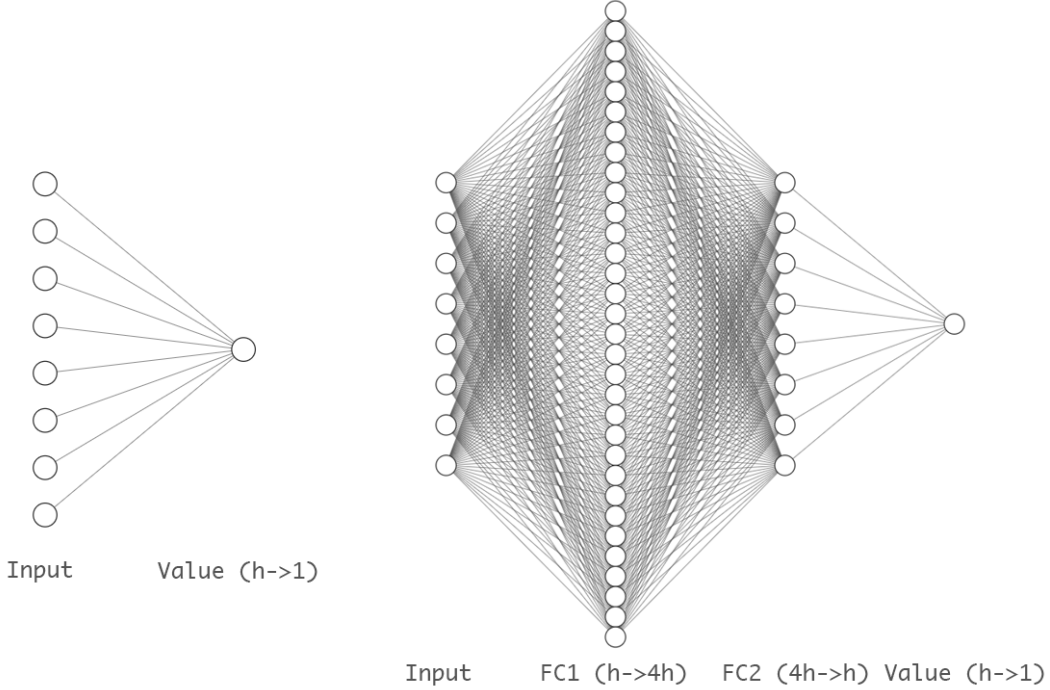 Input
Value (h->1)
Input
FC1 (h->4h)
FC2 (4h->h)
Value (h->1)